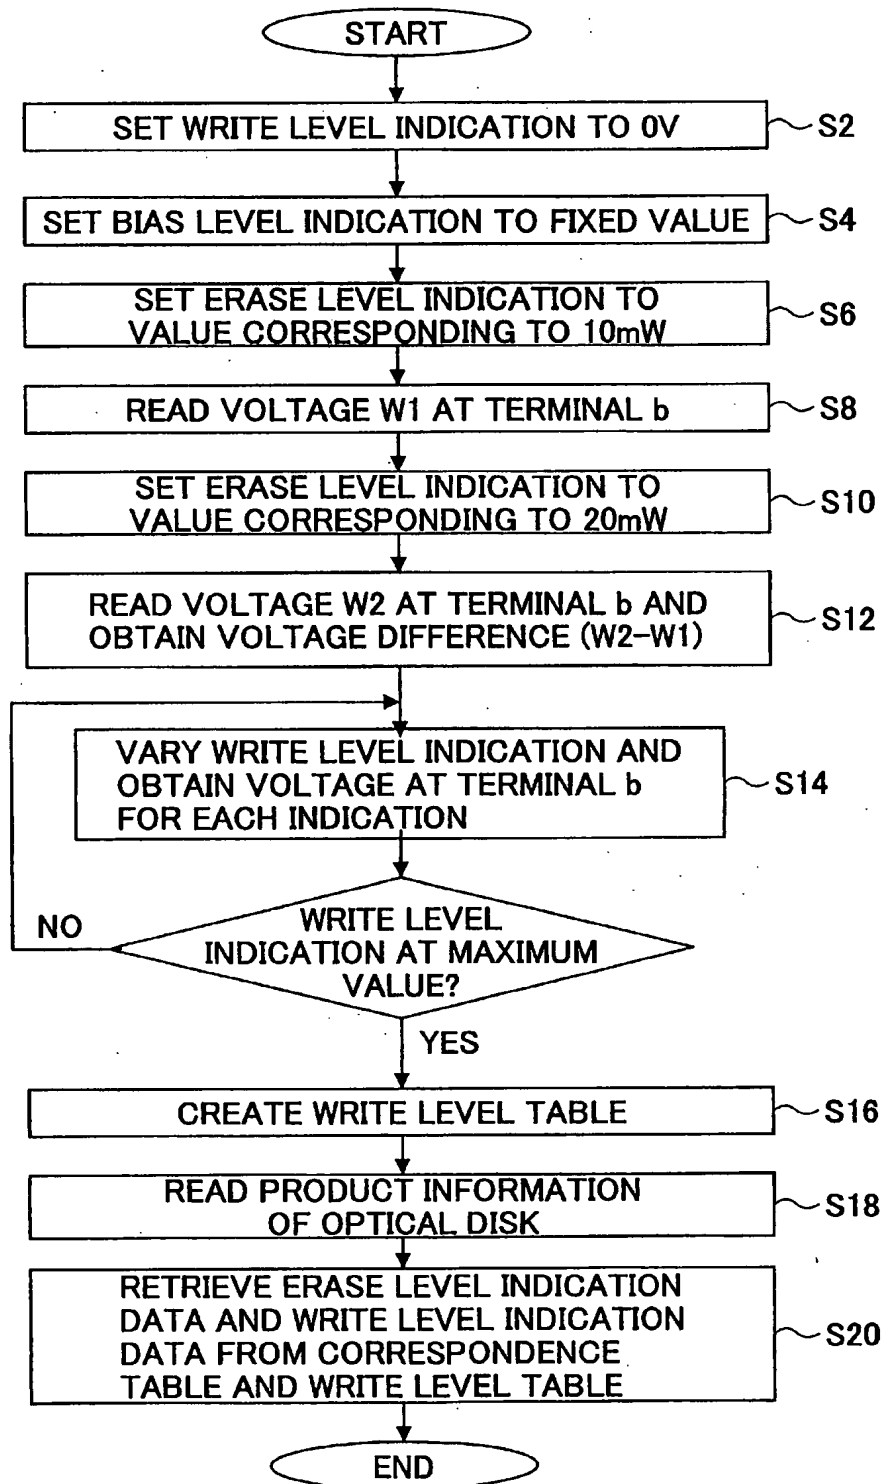 START
SET WRITE LEVEL INDICATION TO 0V
S2
SET BIAS LEVEL INDICATION TO FIXED VALUE
S4
SET ERASE LEVEL INDICATION TO
VALUE CORRESPONDING TO 10mW
S6
READ VOLTAGE W1 AT TERMINAL b
S8
SET ERASE LEVEL INDICATION TO
VALUE CORRESPONDING TO 20mW
S10
READ VOLTAGE W2 AT TERMINAL b AND
OBTAIN VOLTAGE DIFFERENCE (W2-W1)
S12
VARY WRITE LEVEL INDICATION AND
OBTAIN VOLTAGE AT TERMINAL b
FOR EACH INDICATION
S14
NO
WRITE LEVEL
INDICATION AT MAXIMUM
VALUE?
YES
CREATE WRITE LEVEL TABLE
S16
READ PRODUCT INFORMATION
OF OPTICAL DISK
S18
RETRIEVE ERASE LEVEL INDICATION
DATA AND WRITE LEVEL INDICATION
DATA FROM CORRESPONDENCE
TABLE AND WRITE LEVEL TABLE
S20
END